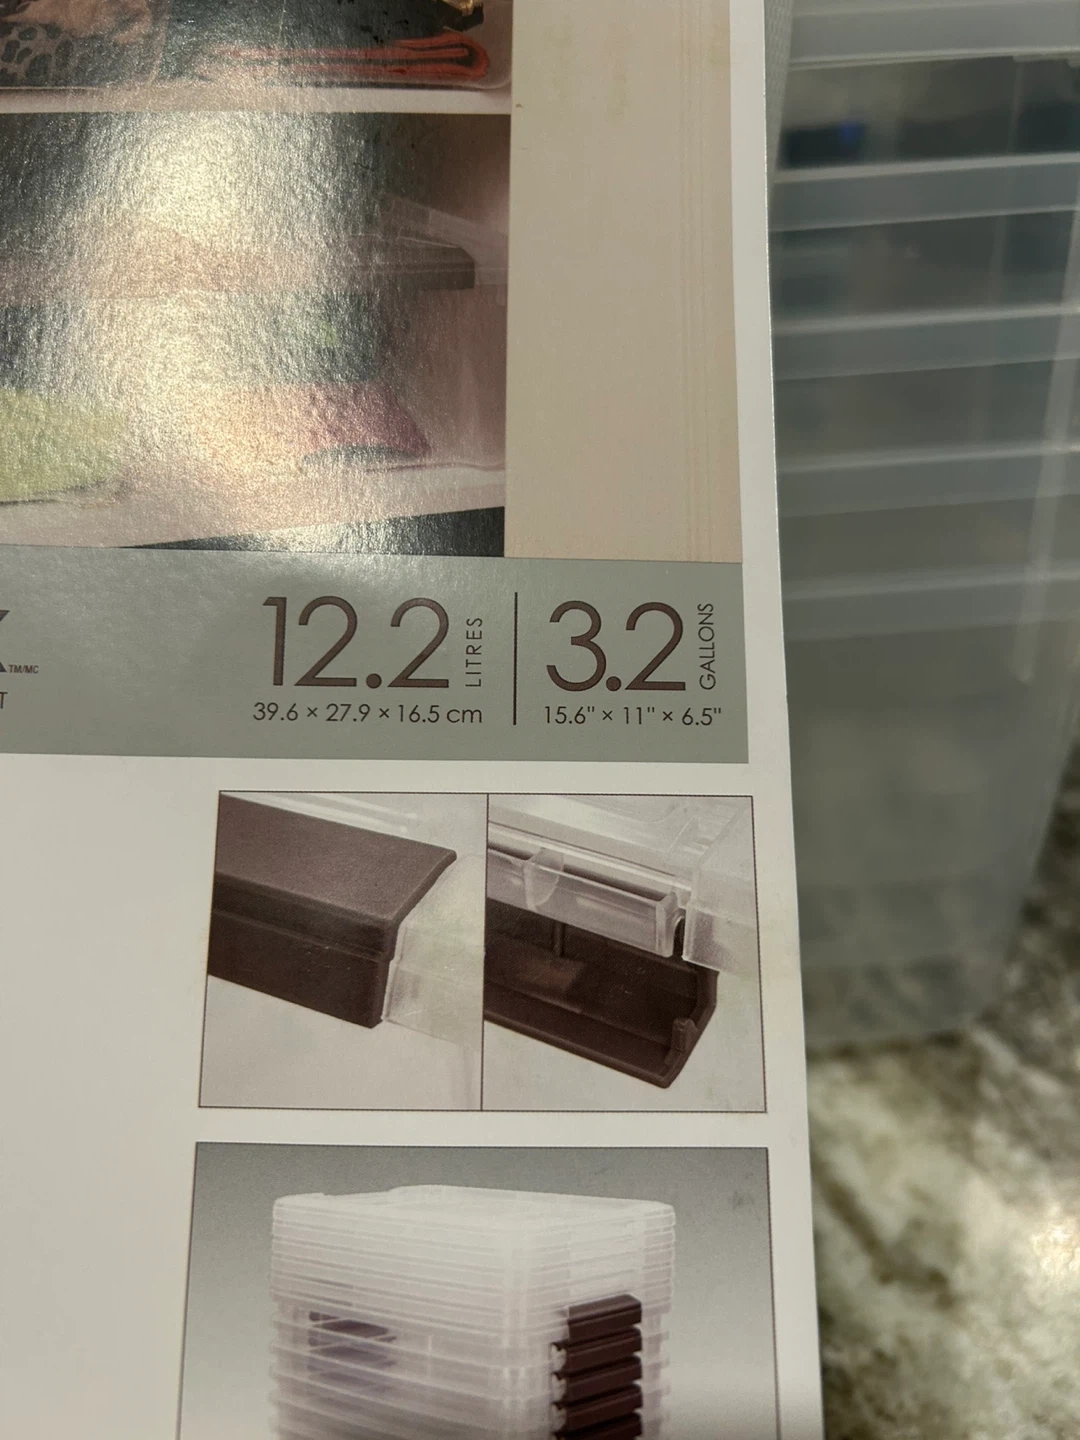 TM/MC
12.2 LITRES | 3.2 GALLONS
39.6 × 27.9 × 16.5 cm 15.6" × 11" × 6.5"